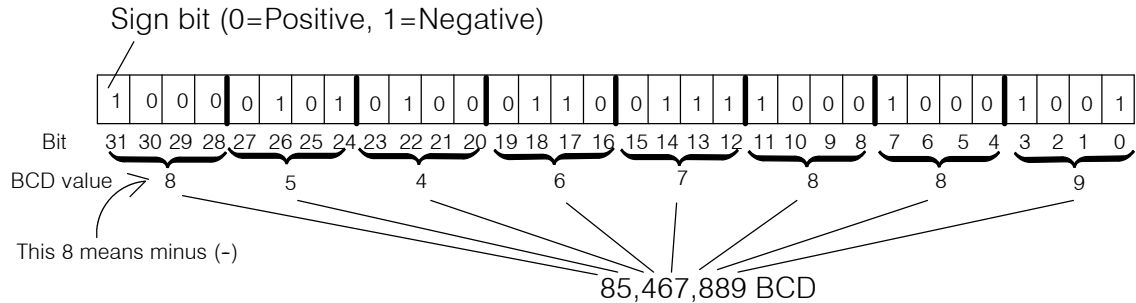 Sign bit (0=Positive, 1=Negative)
1 0 0 0 0 1 0 1 0 1 0 0 0 1 1 0 0 1 1 1 1 0 0 0 1 0 0 0 1 0 0 1
Bit 31 30 29 28 27 26 25 24 23 22 21 20 19 18 17 16 15 14 13 12 11 10 9 8 7 6 5 4 3 2 1 0
BCD value 8 5 4 6 7 8 8 9
This 8 means minus (-)
85,467,889 BCD